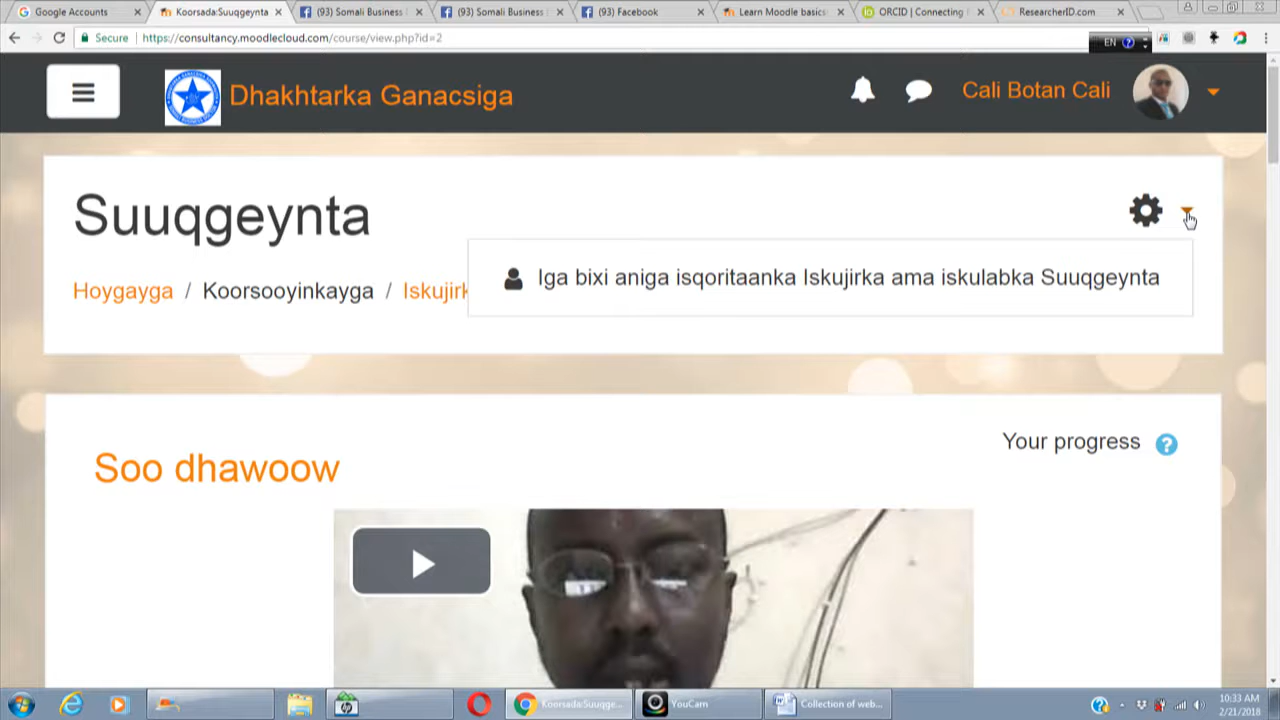 Google Accounts
Koorsada:Suuqgeynta
(93) Somali Business
(93) Somali Business
(93) Facebook
Learn Moodle basics
ORCID | Connecting
ResearcherID.com
Secure
https://consultancy.moodlecloud.com/course/view.php?id=2
EN
Dhakhtarka Ganacsiga
Cali Botan Cali
Suuqgeynta
Iga bixi aniga isqoritaanka Iskujirka ama iskulabka Suuqgeynta
Hoygayga / Koorsooyinkayga / Iskujirk
Your progress
Soo dhawoow
Koorsada:Suuqge...
YouCam
Collection of web...
10:33 AM
2/21/2018